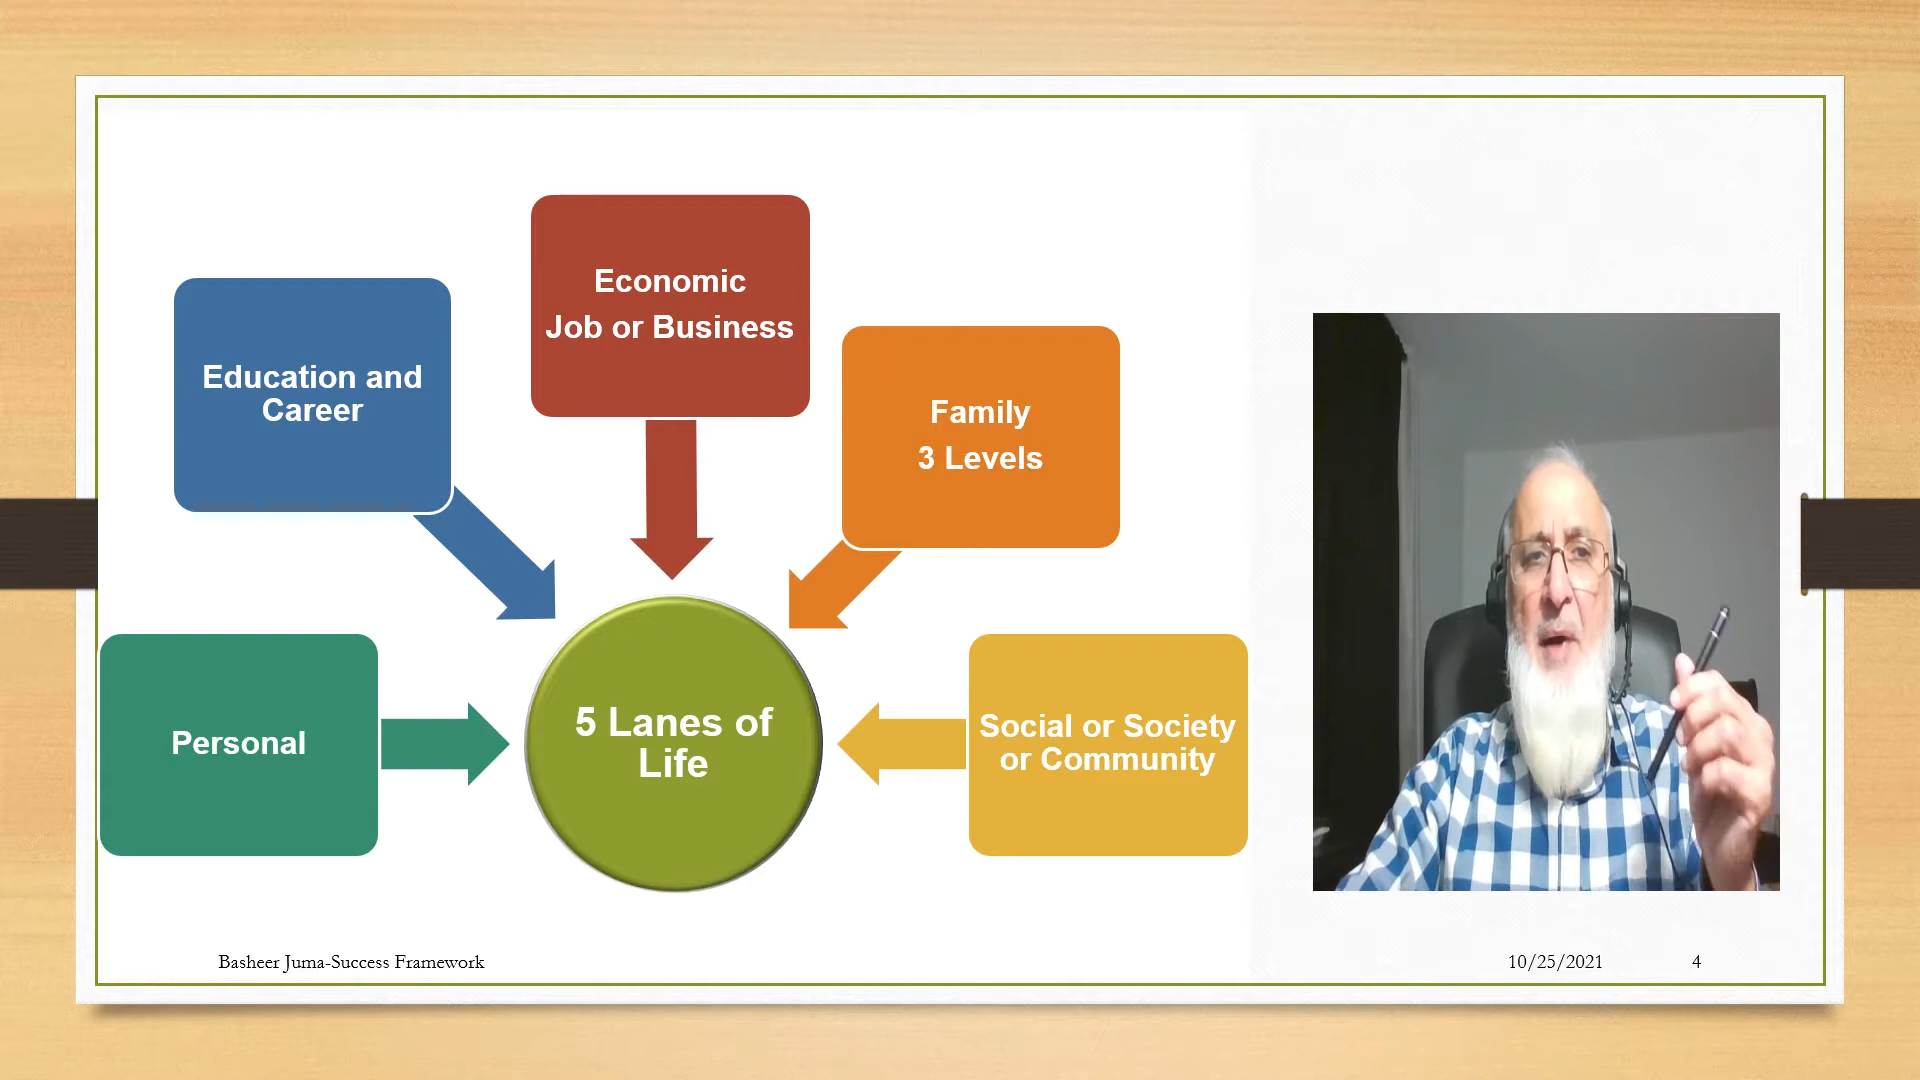 Economic
Job or Business
Education and
Career
Family
3 Levels
Personal
5 Lanes of
Life
Social or Society
or Community
Basheer Juma-Success Framework
10/25/2021
4